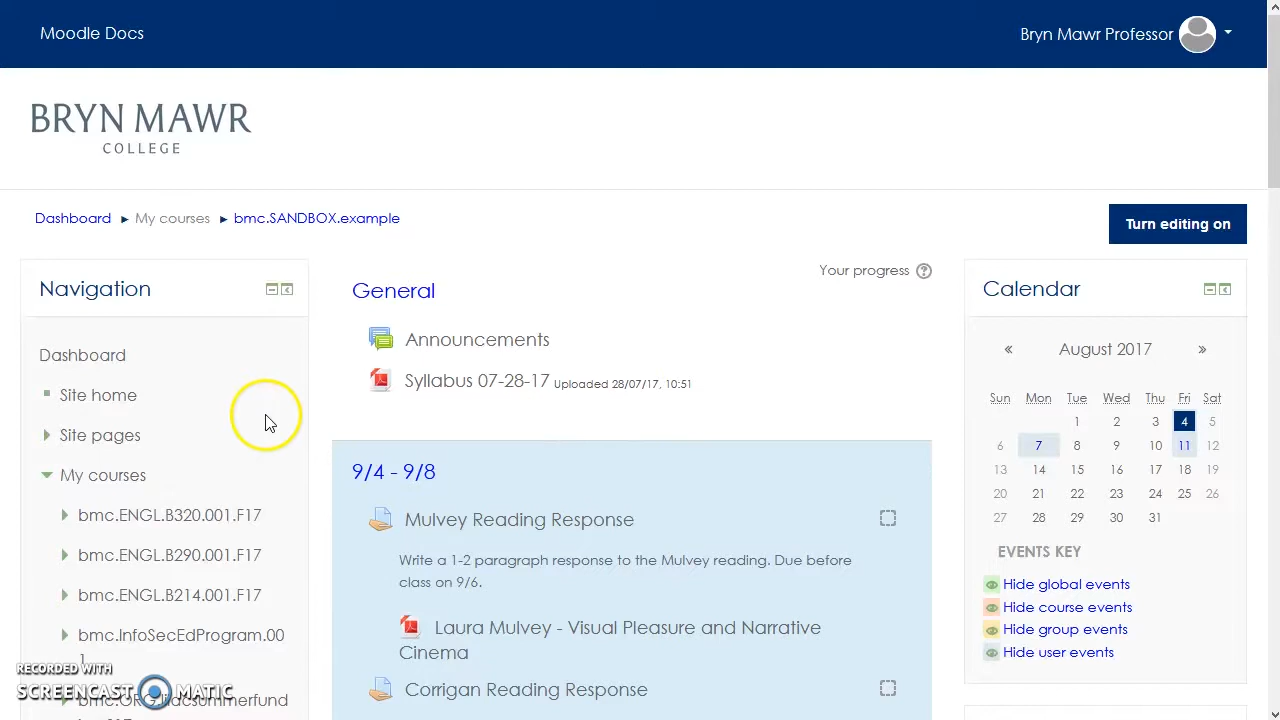 Moodle Docs
Bryn Mawr Professor
BRYN MAWR
COLLEGE
Dashboard ▸ My courses ▸ bmc.SANDBOX.example
Turn editing on
Navigation
Dashboard
Site home
Site pages
My courses
bmc.ENGL.B320.001.F17
bmc.ENGL.B290.001.F17
bmc.ENGL.B214.001.F17
bmc.InfoSecEdProgram.00
1
RECORDED WITH
SCREENCAST MATIC
Your progress
General
Announcements
Syllabus 07-28-17 Uploaded 28/07/17, 10:51
9/4 - 9/8
Mulvey Reading Response
Write a 1-2 paragraph response to the Mulvey reading. Due before
class on 9/6.
Laura Mulvey - Visual Pleasure and Narrative
Cinema
Corrigan Reading Response
Calendar
« August 2017 »
Sun Mon Tue Wed Thu Fri Sat
1 2 3 4 5
6 7 8 9 10 11 12
13 14 15 16 17 18 19
20 21 22 23 24 25 26
27 28 29 30 31
EVENTS KEY
Hide global events
Hide course events
Hide group events
Hide user events